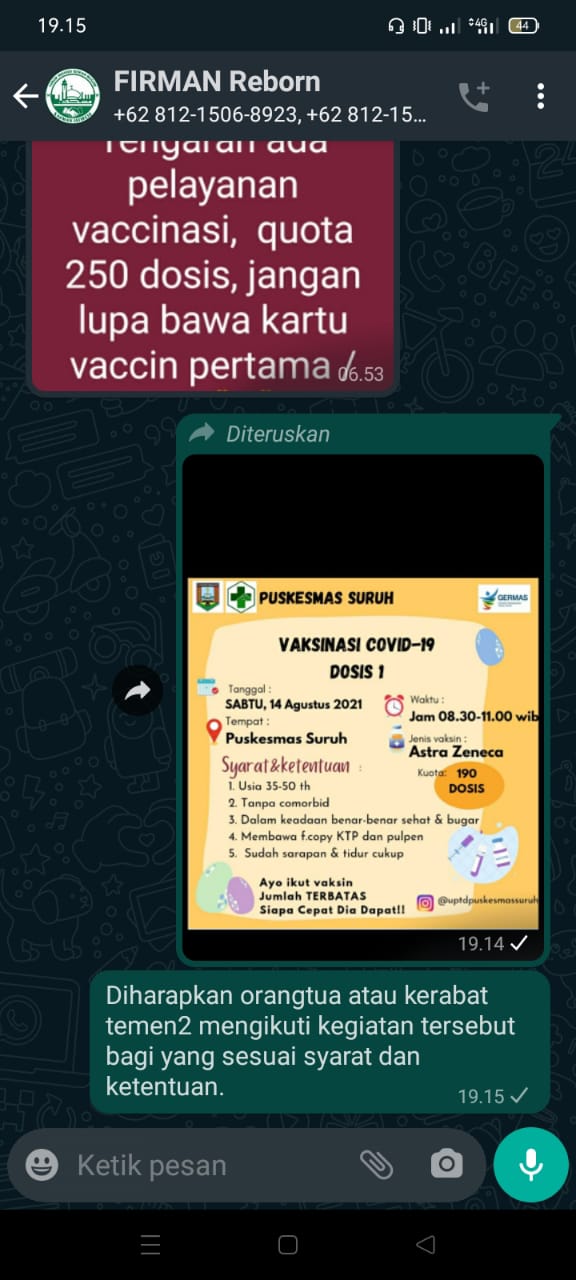 19.15
4G
44
FIRMAN Reborn
+62 812-1506-8923, +62 812-15...
Tengaran ada
pelayanan
vaccinasi, quota
250 dosis, jangan
lupa bawa kartu
vaccin pertama /
06.53
Diteruskan
PUSKESMAS SURUH
GERMAS
VAKSINASI COVID-19
DOSIS 1
Tanggal :
SABTU, 14 Agustus 2021
Waktu :
Jam 08.30-11.00 wib
Tempat :
Puskesmas Suruh
Jenis vaksin :
Astra Zeneca
Syarat&ketentuan :
Kuota: 190
DOSIS
1. Usia 35-50 th
2. Tanpa comorbid
3. Dalam keadaan benar-benar sehat & bugar
4. Membawa f.copy KTP dan pulpen
5. Sudah sarapan & tidur cukup
Ayo ikut vaksin
Jumlah TERBATAS
Siapa Cepat Dia Dapat!!
@uptdpuskesmassuruh
19.14
Diharapkan orangtua atau kerabat
temen2 mengikuti kegiatan tersebut
bagi yang sesuai syarat dan
ketentuan.
19.15
Ketik pesan